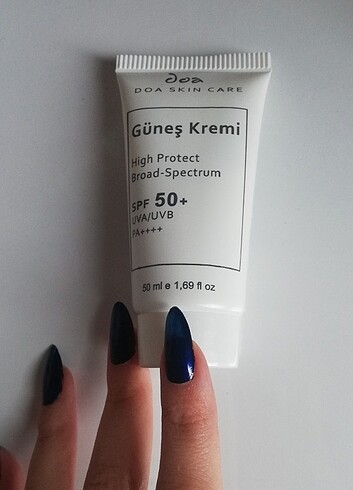 doa
DOA SKIN CARE
Güneş Kremi
High Protect
Broad-Spectrum
SPF 50+
UVA/UVB
PA++++
50 ml e 1,69 fl oz